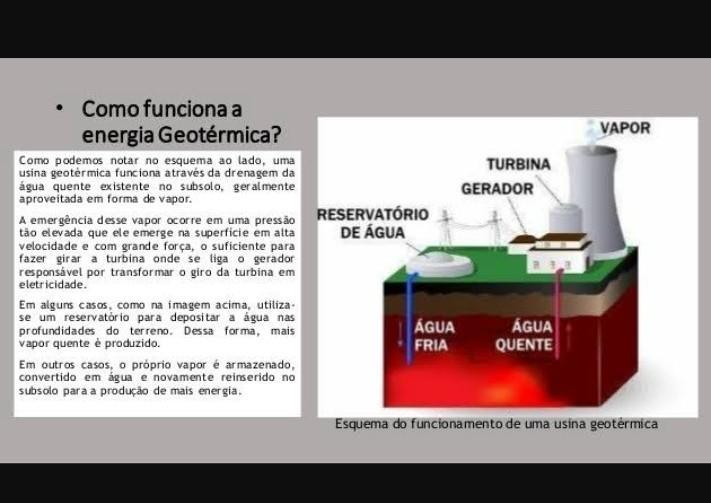 • Como funciona a
energia Geotérmica?
Como podemos notar no esquema ao lado, uma
usina geotérmica funciona através da drenagem da
água quente existente no subsolo, geralmente
aproveitada em forma de vapor.
A emergência desse vapor ocorre em uma pressão
tão elevada que ele emerge na superfície em alta
velocidade e com grande força, o suficiente para
fazer girar a turbina onde se liga o gerador
responsável por transformar o giro da turbina em
eletricidade.
Em alguns casos, como na imagem acima, utiliza-
se um reservatório para depositar a água nas
profundidades do terreno. Dessa forma, mais
vapor quente é produzido.
Em outros casos, o próprio vapor é armazenado,
convertido em água e novamente reinserido no
subsolo para a produção de mais energia.
VAPOR
TURBINA
GERADOR
RESERVATÓRIO
DE ÁGUA
ÁGUA
FRIA
ÁGUA
QUENTE
Esquema do funcionamento de uma usina geotérmica